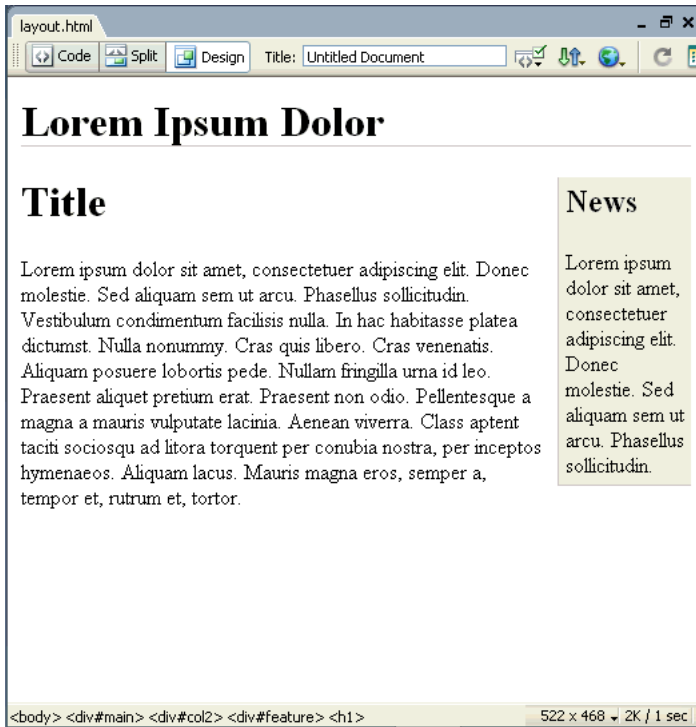 layout.html
Code Split Design Title: Untitled Document
Lorem Ipsum Dolor
Title
Lorem ipsum dolor sit amet, consectetuer adipiscing elit. Donec
molestie. Sed aliquam sem ut arcu. Phasellus sollicitudin.
Vestibulum condimentum facilisis nulla. In hac habitasse platea
dictumst. Nulla nonummy. Cras quis libero. Cras venenatis.
Aliquam posuere lobortis pede. Nullam fringilla urna id leo.
Praesent aliquet pretium erat. Praesent non odio. Pellentesque a
magna a mauris vulputate lacinia. Aenean viverra. Class aptent
taciti sociosqu ad litora torquent per conubia nostra, per inceptos
hymenaeos. Aliquam lacus. Mauris magna eros, semper a,
tempor et, rutrum et, tortor.
News
Lorem ipsum
dolor sit amet,
consectetuer
adipiscing elit.
Donec
molestie. Sed
aliquam sem ut
arcu. Phasellus
sollicitudin.
<body> <div#main> <div#col2> <div#feature> <h1> 522 x 468 2K / 1 sec